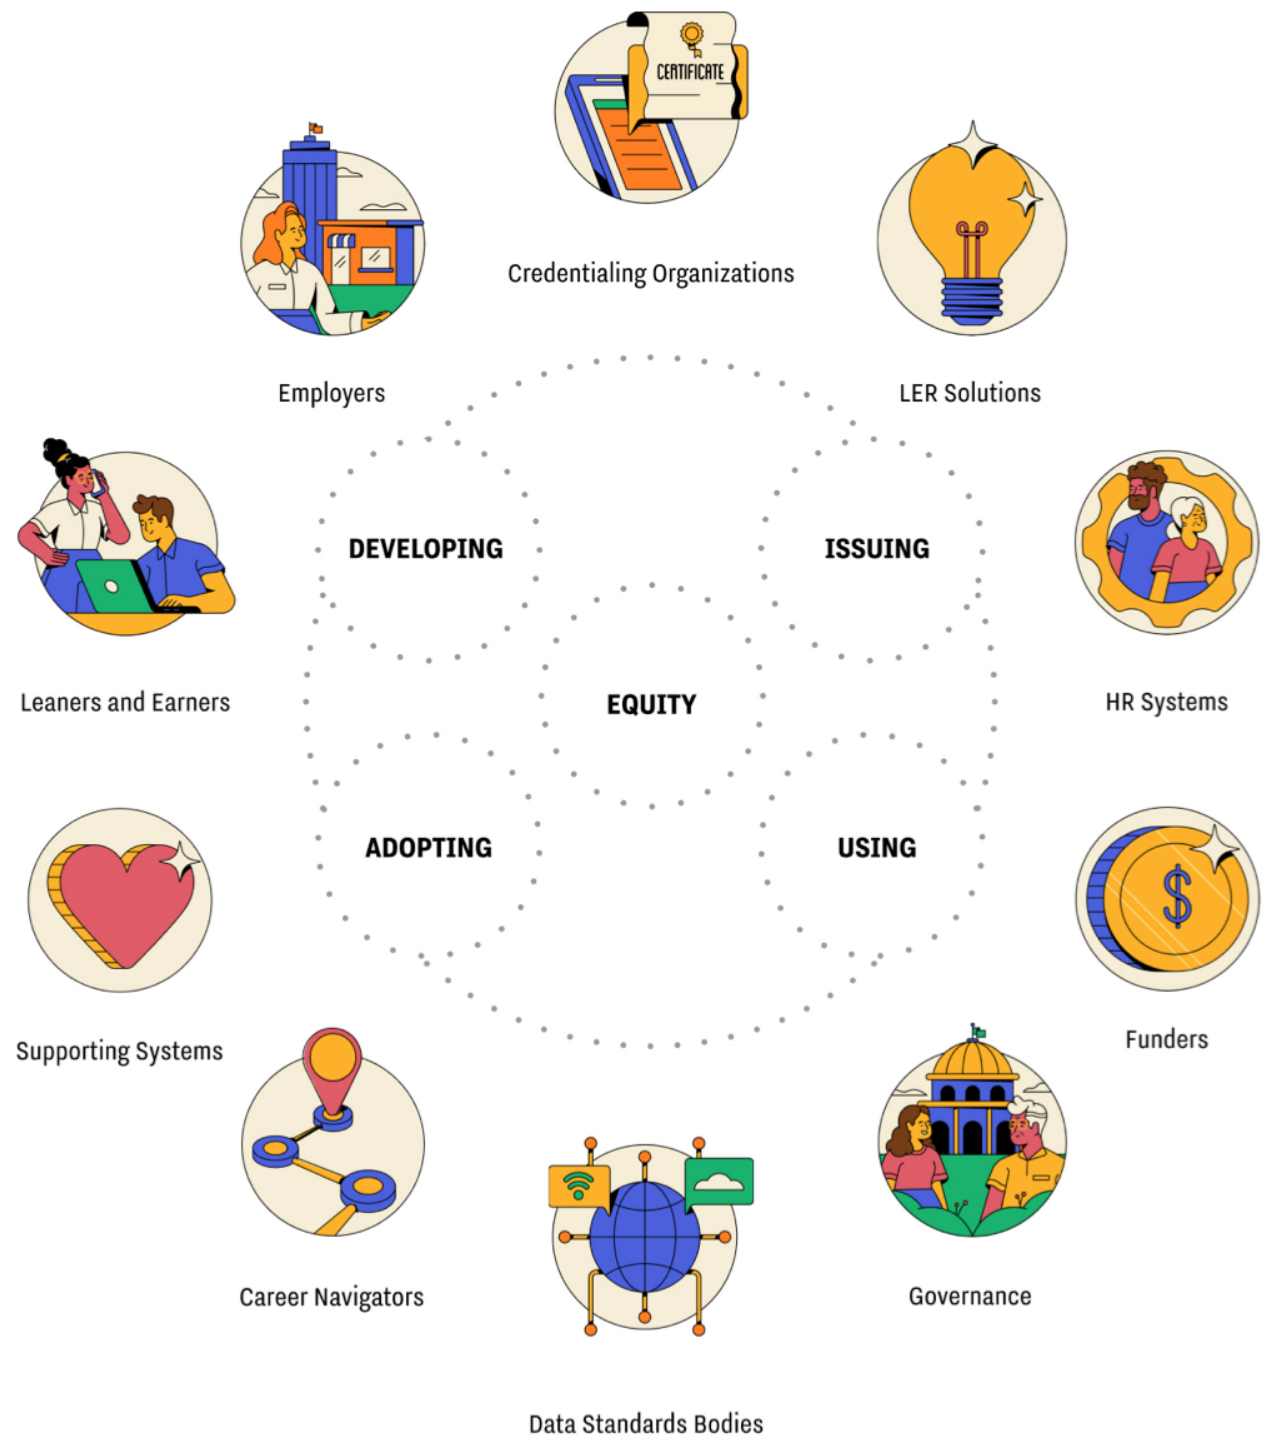 CERTIFICATE
Credentialing Organizations
Employers
LER Solutions
DEVELOPING
ISSUING
Leaners and Earners
EQUITY
HR Systems
ADOPTING
USING
$
Supporting Systems
Funders
Career Navigators
Governance
Data Standards Bodies